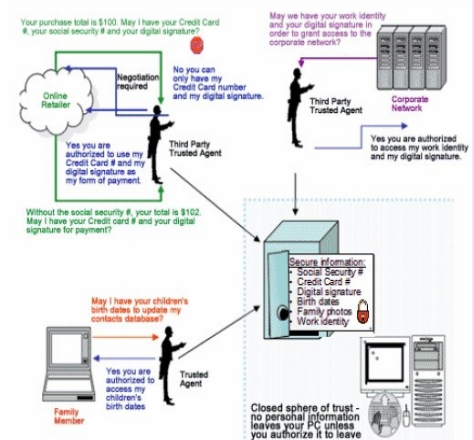 Your purchase total is $100. May I have your Credit Card
#, your social security # and your digital signature?
May we have your work identity
and your digital signature in
order to grant access to the
corporate network?
No you can
only have my
Credit Card number
and my digital signature.
Negotiation
required
Online
Retailer
Third Party
Trusted Agent
Corporate
Network
Third Party
Trusted Agent
Yes you are authorized
to access my work identity
and my digital signature.
Yes you are
authorized to use my
Credit Card # and my
digital signature as
my form of payment.
Without the social security #, your total is $102.
May I have your Credit card # and your digital
signature for payment?
Secure information:
• Social Security #
• Credit Card #
• Digital signature
• Birth dates
• Family photos
• Work identity
May I have your children's
birth dates to update my
contacts database?
Yes you are
authorized to
access my
children's
birth dates
Trusted
Agent
Family
Member
Closed sphere of trust -
no personal information
leaves your PC unless
you authorize it to leave